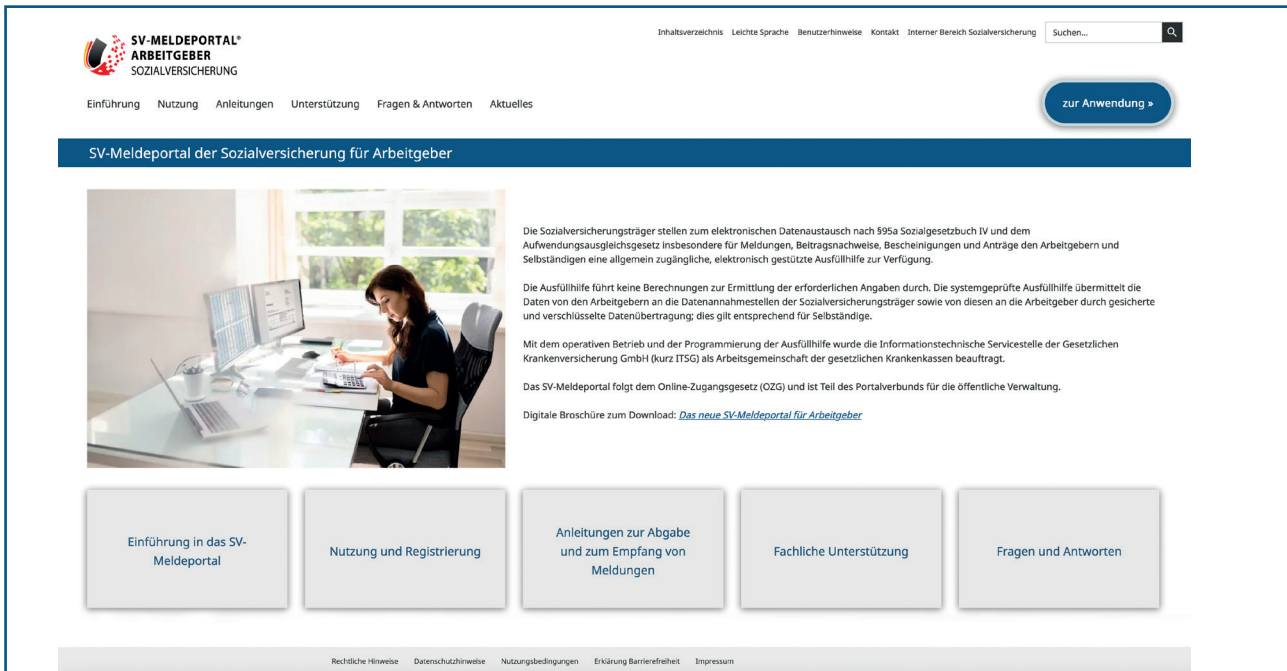 SV-MELDEPORTAL®
ARBEITGEBER
SOZIALVERSICHERUNG
Inhaltsverzeichnis Leichte Sprache Benutzerhinweise Kontakt Interner Bereich Sozialversicherung Suchen...
Einführung Nutzung Anleitungen Unterstützung Fragen & Antworten Aktuelles
zur Anwendung »
SV-Meldeportal der Sozialversicherung für Arbeitgeber
Die Sozialversicherungsträger stellen zum elektronischen Datenaustausch nach §95a Sozialgesetzbuch IV und dem
Aufwendungsausgleichsgesetz insbesondere für Meldungen, Beitragsnachweise, Bescheinigungen und Anträge den Arbeitgebern und
Selbständigen eine allgemein zugängliche, elektronisch gestützte Ausfüllhilfe zur Verfügung.
Die Ausfüllhilfe führt keine Berechnungen zur Ermittlung der erforderlichen Angaben durch. Die systemgeprüfte Ausfüllhilfe übermittelt die
Daten von den Arbeitgebern an die Datenannahmestellen der Sozialversicherungsträger sowie von diesen an die Arbeitgeber durch gesicherte
und verschlüsselte Datenübertragung; dies gilt entsprechend für Selbständige.
Mit dem operativen Betrieb und der Programmierung der Ausfüllhilfe wurde die Informationstechnische Servicestelle der Gesetzlichen
Krankenversicherung GmbH (kurz ITSG) als Arbeitsgemeinschaft der gesetzlichen Krankenkassen beauftragt.
Das SV-Meldeportal folgt dem Online-Zugangsgesetz (OZG) und ist Teil des Portalverbunds für die öffentliche Verwaltung.
Digitale Broschüre zum Download: Das neue SV-Meldeportal für Arbeitgeber
Einführung in das SV-
Meldeportal
Nutzung und Registrierung
Anleitungen zur Abgabe
und zum Empfang von
Meldungen
Fachliche Unterstützung
Fragen und Antworten
Rechtliche Hinweise Datenschutzhinweise Nutzungsbedingungen Erklärung Barrierefreiheit Impressum